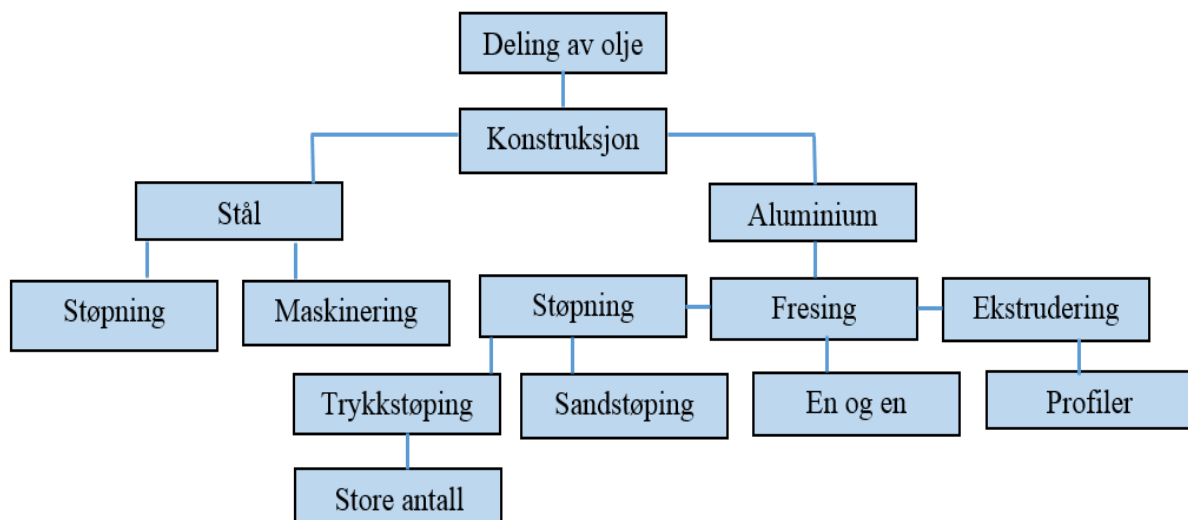 Deling av olje
Konstruksjon
Stål
Aluminium
Støpning
Maskinering
Støpning
Fresing
Ekstrudering
Trykkstøping
Sandstøping
En og en
Profiler
Store antall